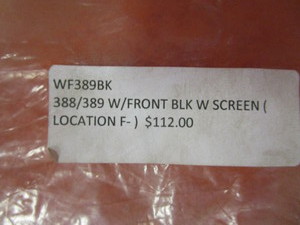 WF389BK
388/389 W/FRONT BLK W SCREEN (
LOCATION F- )  $112.00